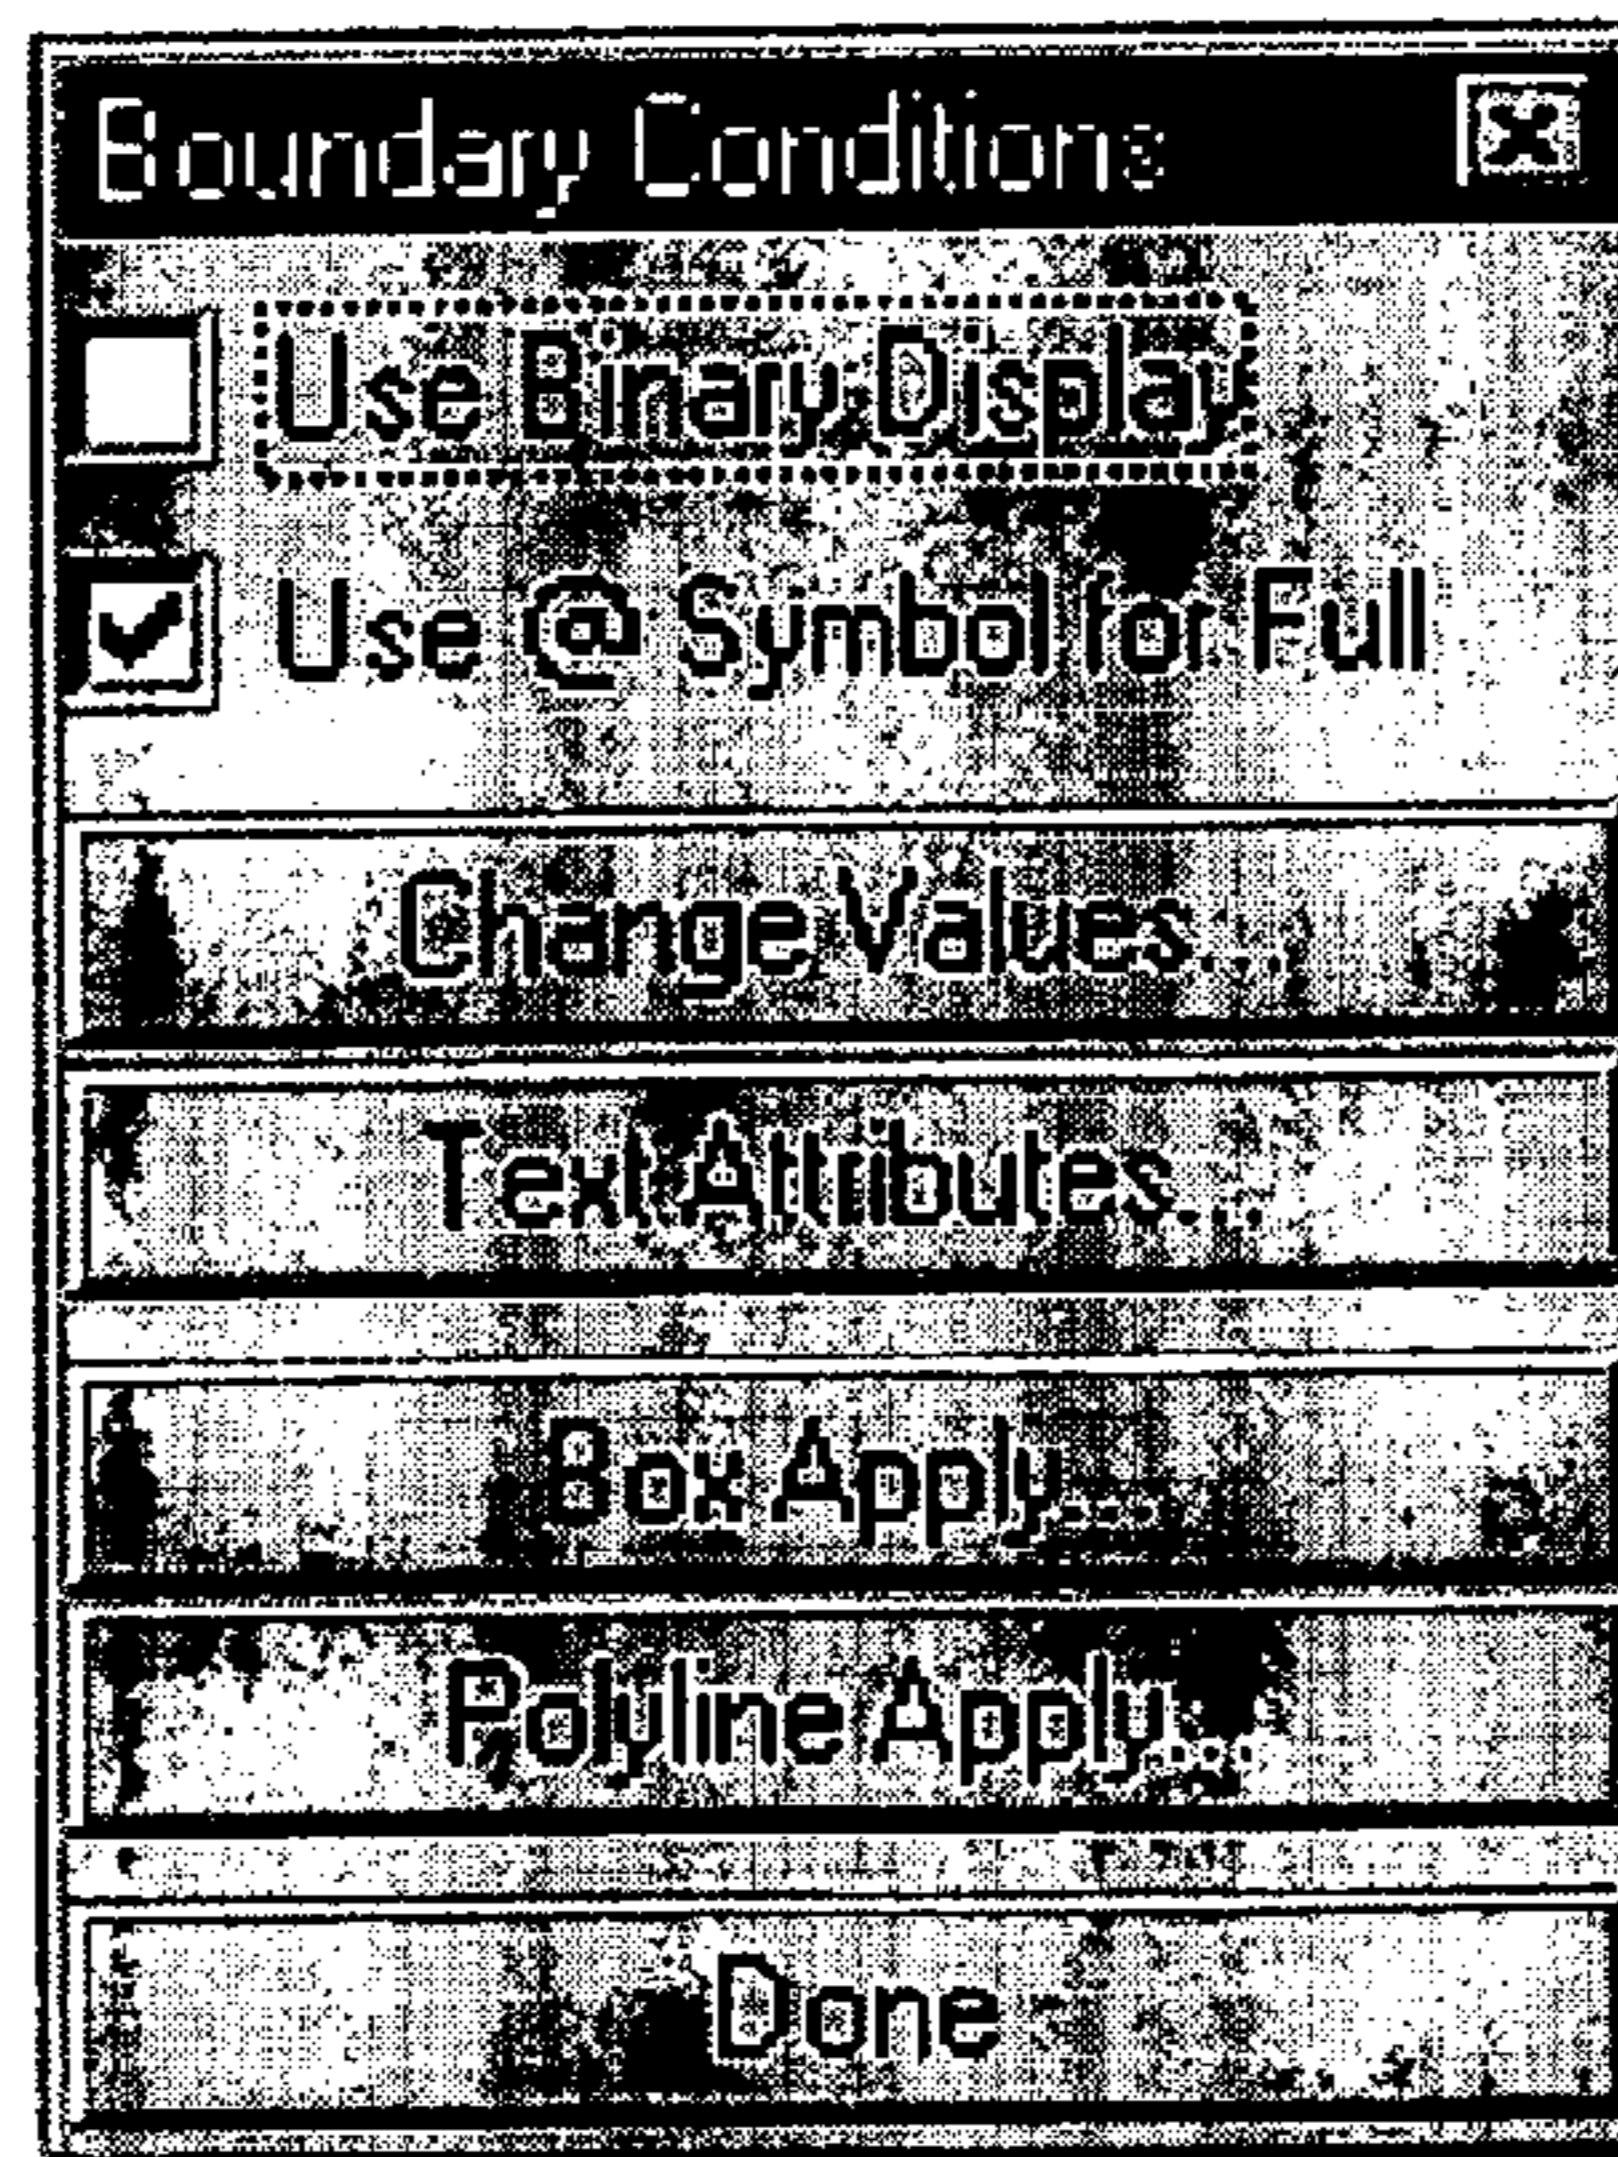 Boundary Conditions
Use Binary Display
Use @ Symbol for Full
Change Values...
Text Attributes...
Box Apply...
Polyline Apply...
Done